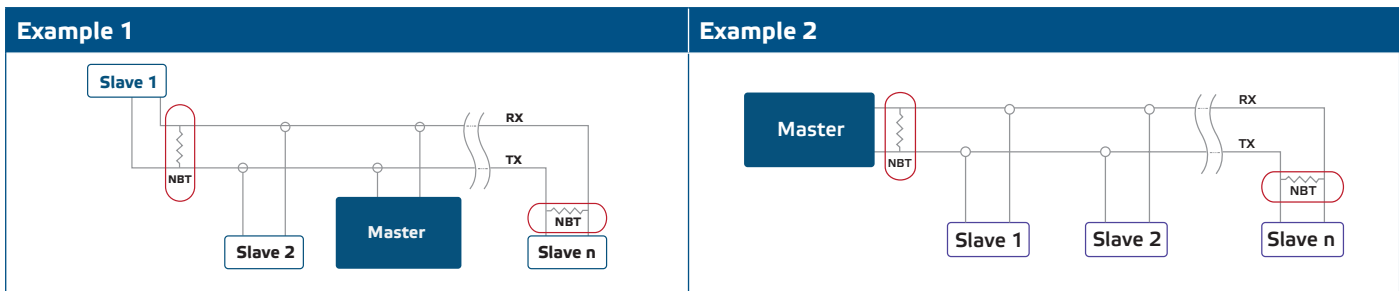 Example 1
Slave 1
RX
TX
NBT
NBT
Master
Slave 2
Slave n
Example 2
Master
RX
TX
NBT
NBT
Slave 1
Slave 2
Slave n